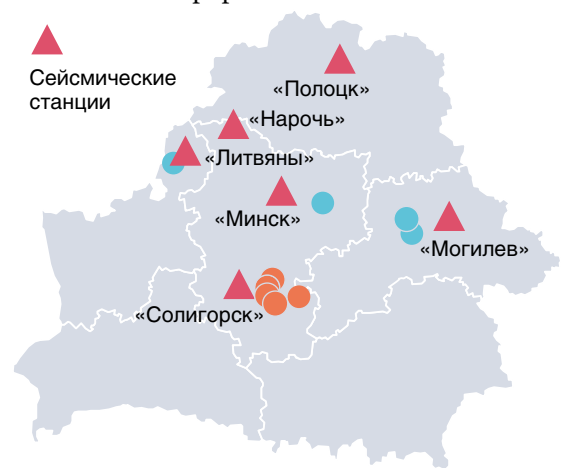 Сейсмические
станции
«Полоцк»
«Нарочь»
«Литвяны»
«Минск»
«Могилев»
«Солигорск»